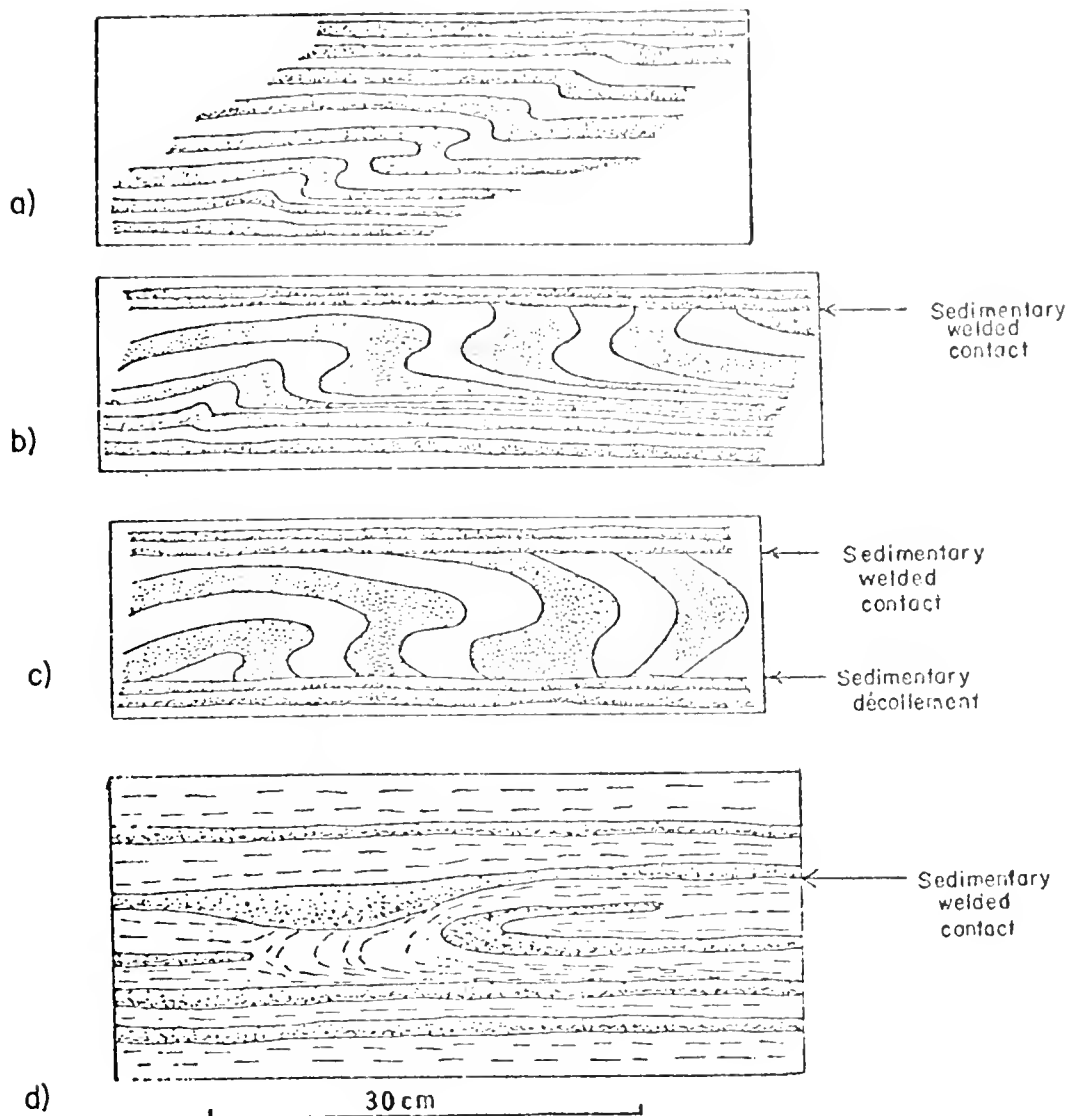 a)
b)
Sedimentary
welded
contact
c)
Sedimentary
welded
contact
Sedimentary
décollement
d)
Sedimentary
welded
contact
30 cm